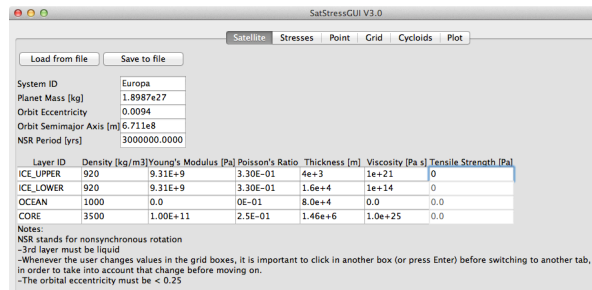 SatStressGUI V3.0
Satellite Stresses Point Grid Cycloids Plot
Load from file Save to file
System ID Europa
Planet Mass [kg] 1.8987e27
Orbit Eccentricity 0.0094
Orbit Semimajor Axis [m] 6.711e8
NSR Period [yrs] 3000000.0000
Layer ID Density [kg/m3] Young's Modulus [Pa] Poisson's Ratio Thickness [m] Viscosity [Pa s] Tensile Strength [Pa]
ICE_UPPER 920 9.31E+9 3.30E-01 4e+3 1e+21 0
ICE_LOWER 920 9.31E+9 3.30E-01 1.6e+4 1e+14 0.0
OCEAN 1000 0.0 0E-01 8.0e+4 0.0 0.0
CORE 3500 1.00E+11 2.5E-01 1.46e+6 1.0e+25 0.0
Notes:
NSR stands for nonsynchronous rotation
-3rd layer must be liquid
-Whenever the user changes values in the grid boxes, it is important to click in another box (or press Enter) before switching to another tab,
in order to take into account that change before moving on.
-The orbital eccentricity must be < 0.25